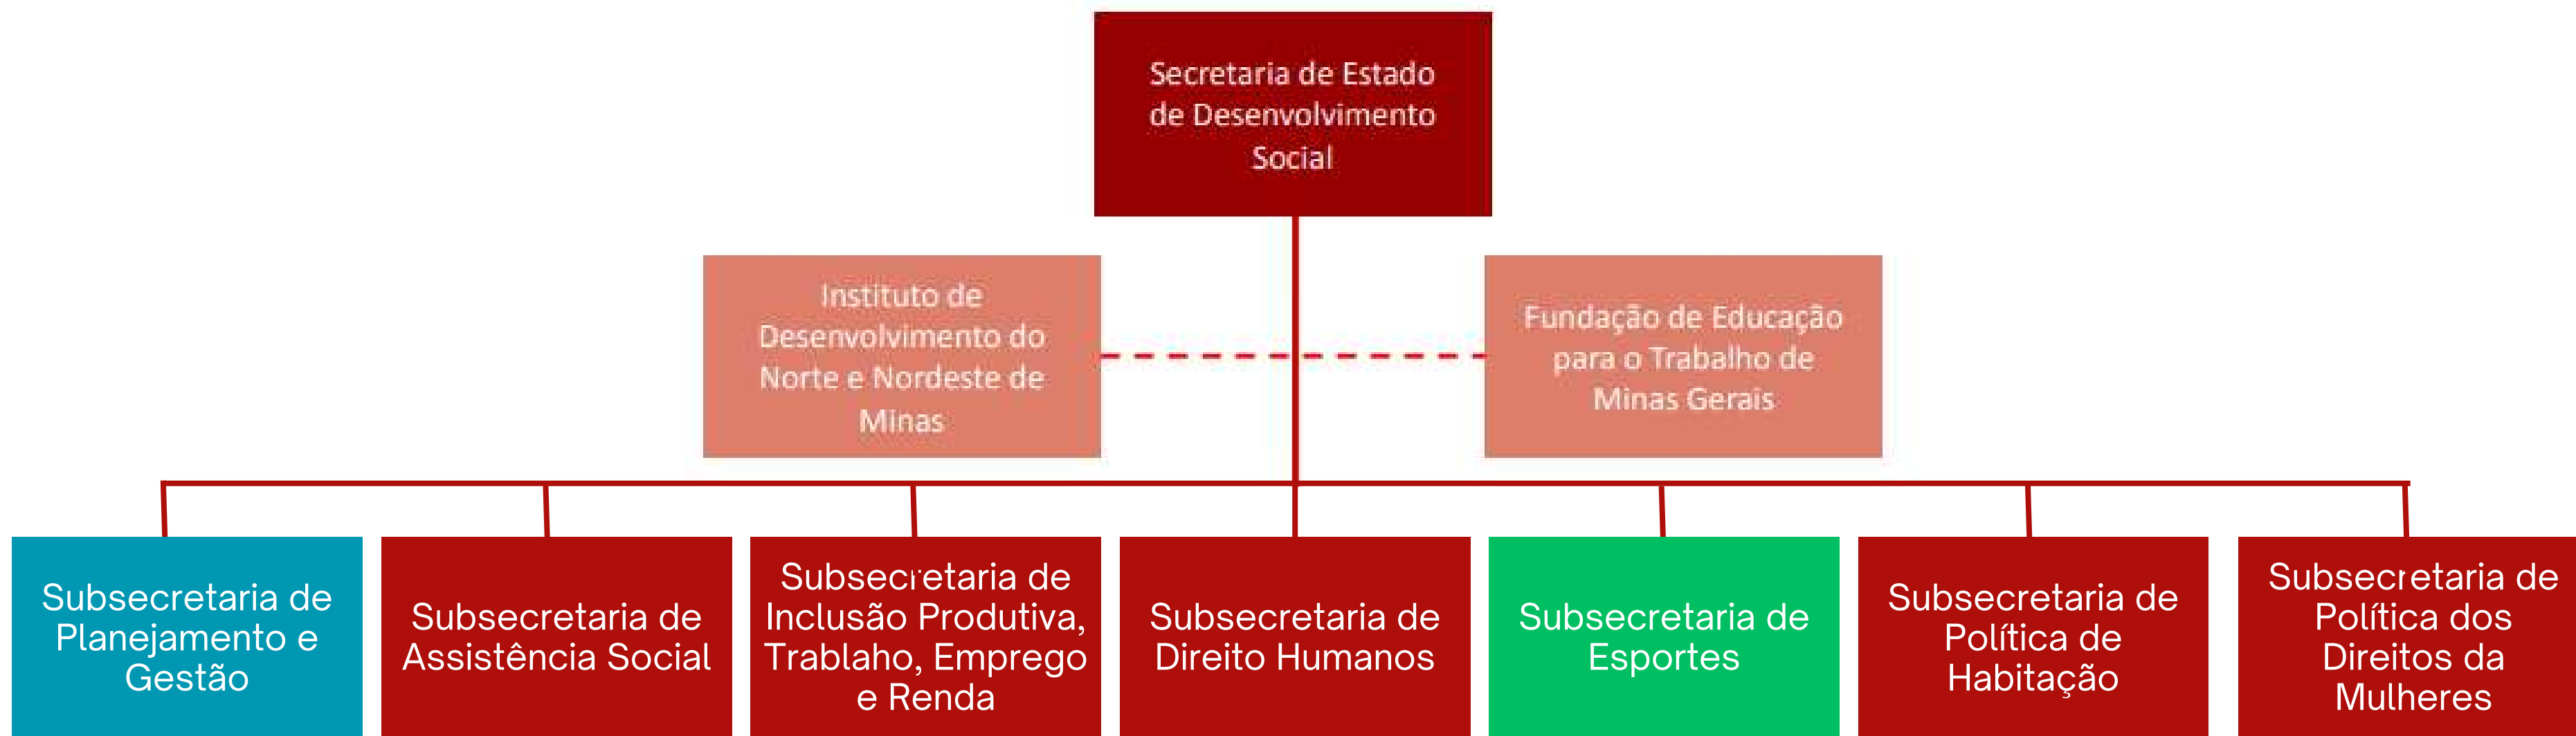 Secretaria de Estado
de Desenvolvimento
Social
Instituto de
Desenvolvimento do
Norte e Nordeste de
Minas
Fundação de Educação
para o Trabalho de
Minas Gerais
Subsecretaria de
Planejamento e
Gestão
Subsecretaria de
Assistência Social
Subsecretaria de
Inclusão Produtiva,
Trablaho, Emprego
e Renda
Subsecretaria de
Direito Humanos
Subsecretaria de
Esportes
Subsecretaria de
Política de
Habitação
Subsecretaria de
Política dos
Direitos da
Mulheres